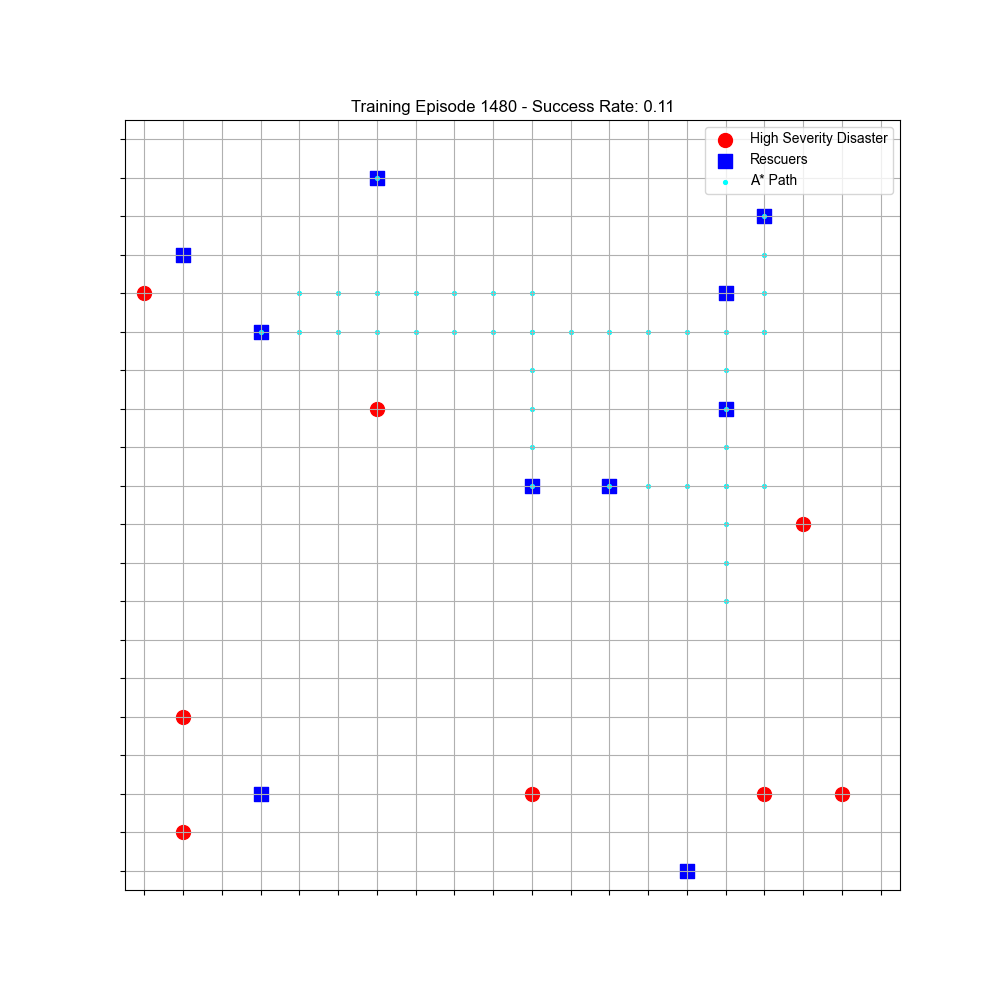 Training Episode 1480 - Success Rate: 0.11
High Severity Disaster
Rescuers
A* Path